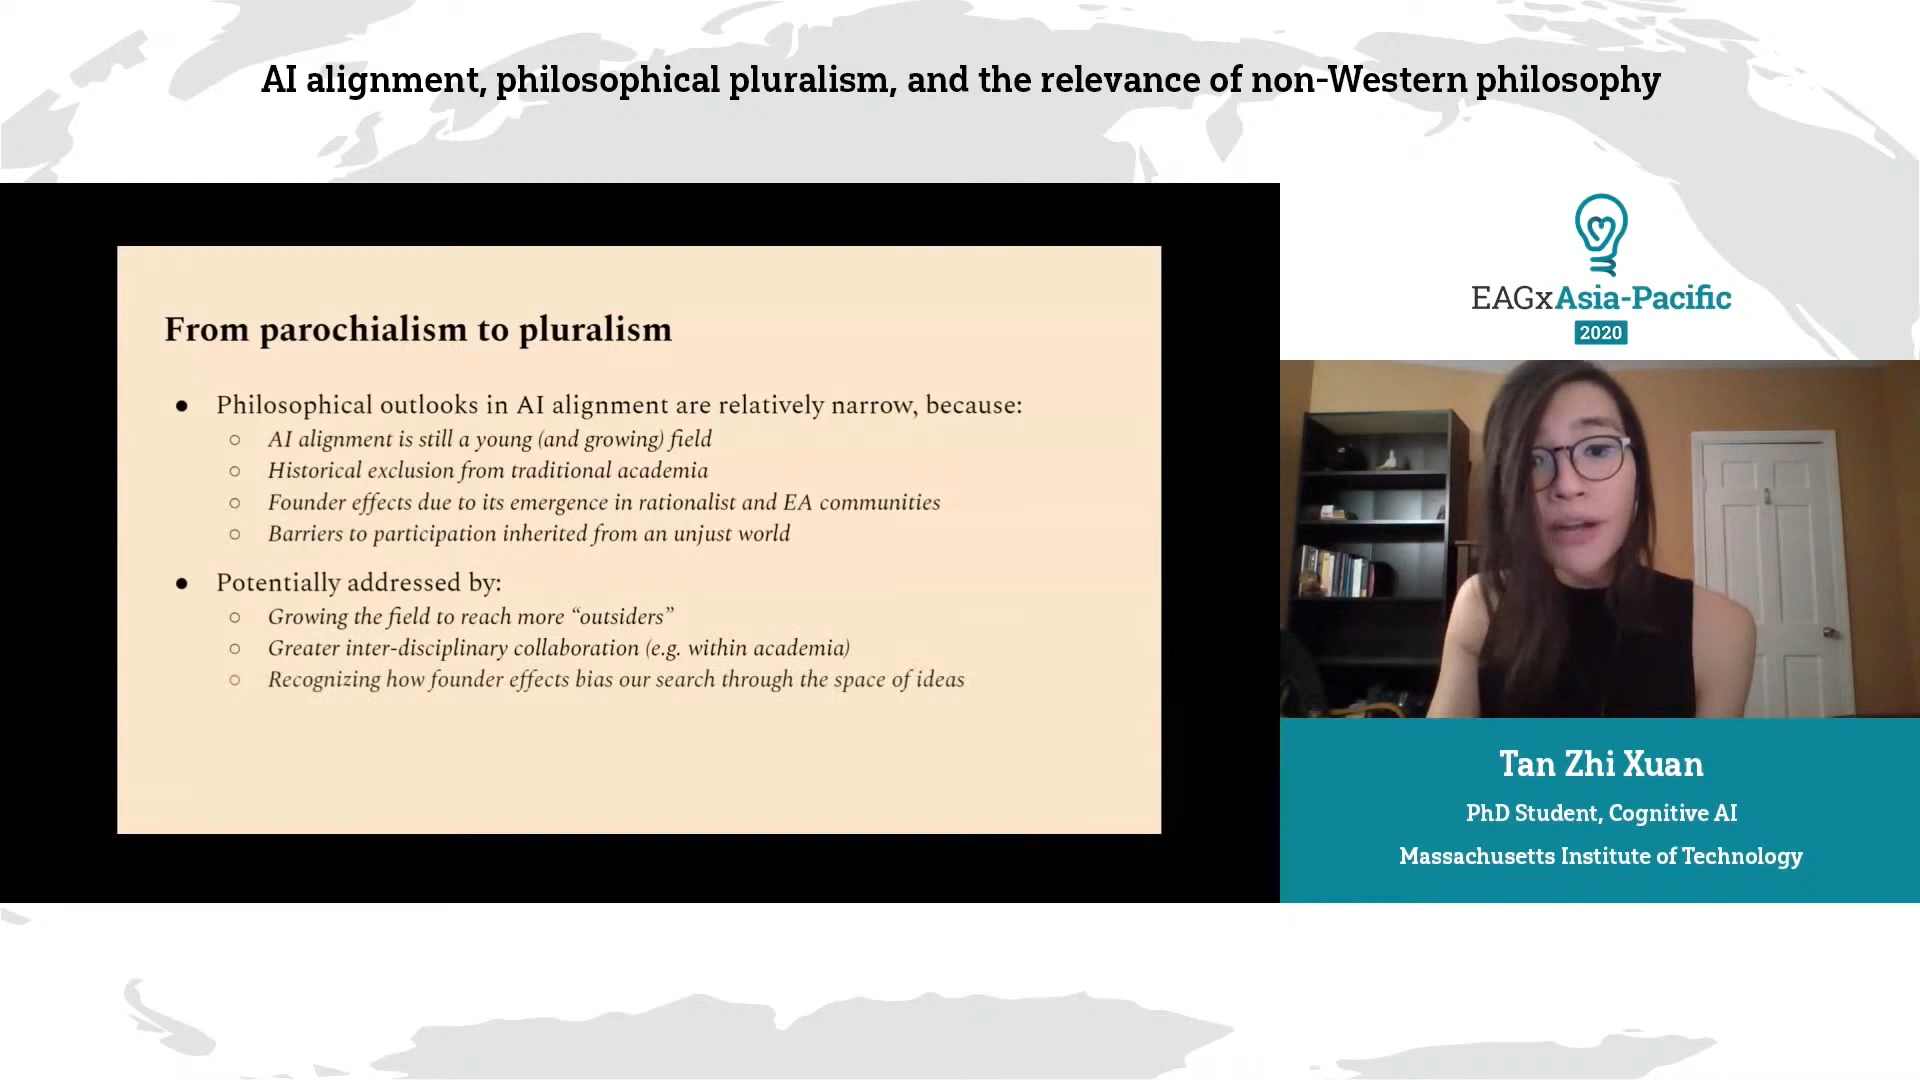 AI alignment, philosophical pluralism, and the relevance of non-Western philosophy
From parochialism to pluralism
● Philosophical outlooks in AI alignment are relatively narrow, because:
○ AI alignment is still a young (and growing) field
○ Historical exclusion from traditional academia
○ Founder effects due to its emergence in rationalist and EA communities
○ Barriers to participation inherited from an unjust world
● Potentially addressed by:
○ Growing the field to reach more “outsiders”
○ Greater inter-disciplinary collaboration (e.g. within academia)
○ Recognizing how founder effects bias our search through the space of ideas
EAGxAsia-Pacific
2020
Tan Zhi Xuan
PhD Student, Cognitive AI
Massachusetts Institute of Technology